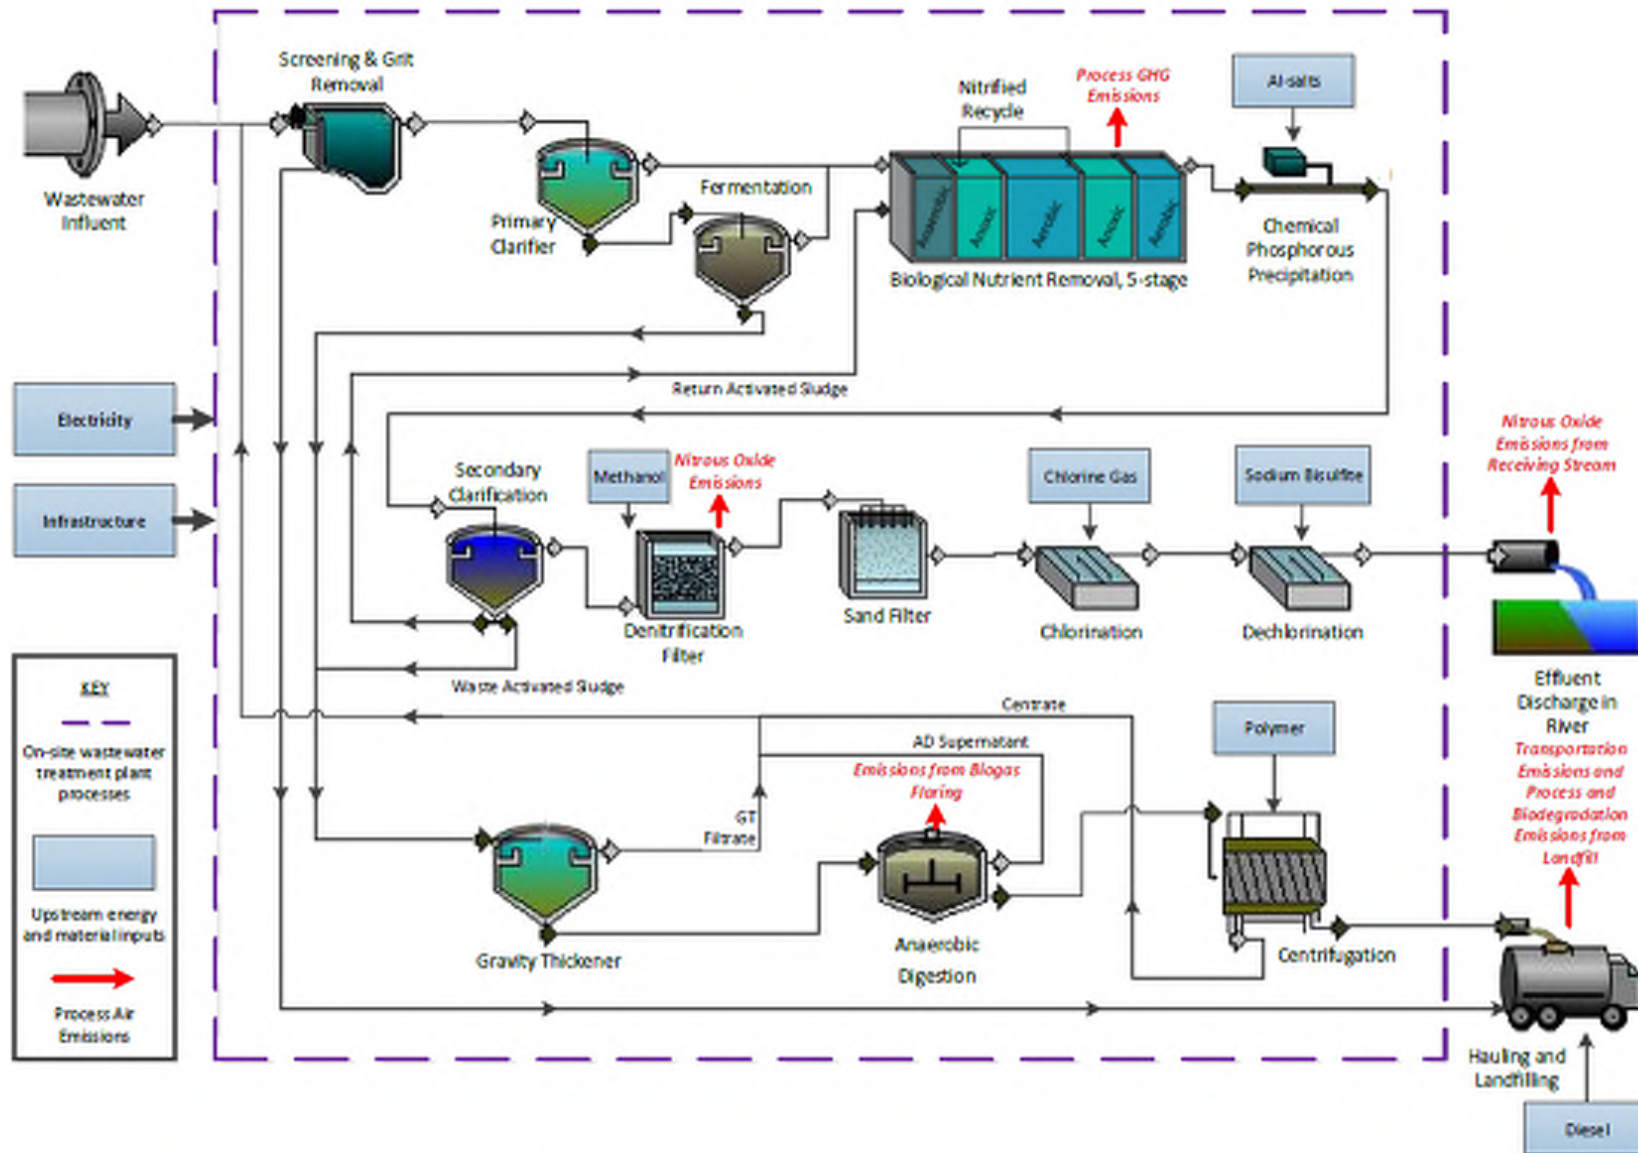 Screening & Grit
Removal
Wastewater
Influent
Primary
Clarifier
Fermentation
Nitrified
Recycle
Process GHG
Emissions
Al-salts
Anaerobic
Anoxic
Aerobic
Anoxic
Aerobic
Biological Nutrient Removal, 5-stage
Chemical
Phosphorous
Precipitation
Return Activated Sludge
Electricity
Infrastructure
Secondary
Clarification
Methanol
Nitrous Oxide
Emissions
Chlorine Gas
Sodium Bisulfite
Nitrous Oxide
Emissions from
Receiving Stream
Denitrification
Filter
Sand Filter
Chlorination
Dechlorination
Effluent
Discharge in
River
Waste Activated Sludge
Centrate
AD Supernatant
Polymer
Emissions from Biogas
Flaring
GT
Filtrate
Transportation
Emissions and
Process and
Biodegradation
Emissions from
Landfill
Gravity Thickener
Anaerobic
Digestion
Centrifugation
Hauling and
Landfilling
Diesel
KEY
On-site wastewater
treatment plant
processes
Upstream energy
and material inputs
Process Air
Emissions